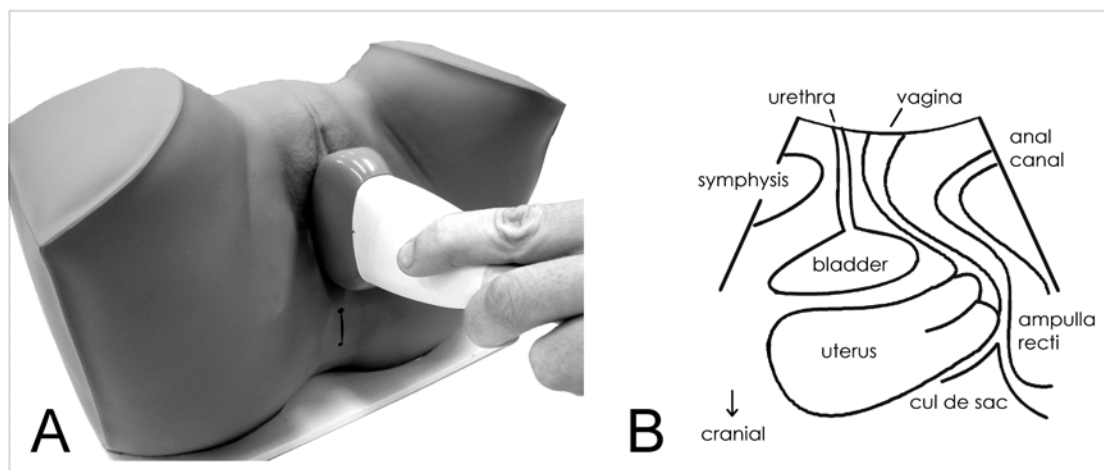 A
urethra
vagina
symphysis
anal
canal
bladder
uterus
ampulla
recti
cul de sac
cranial
B